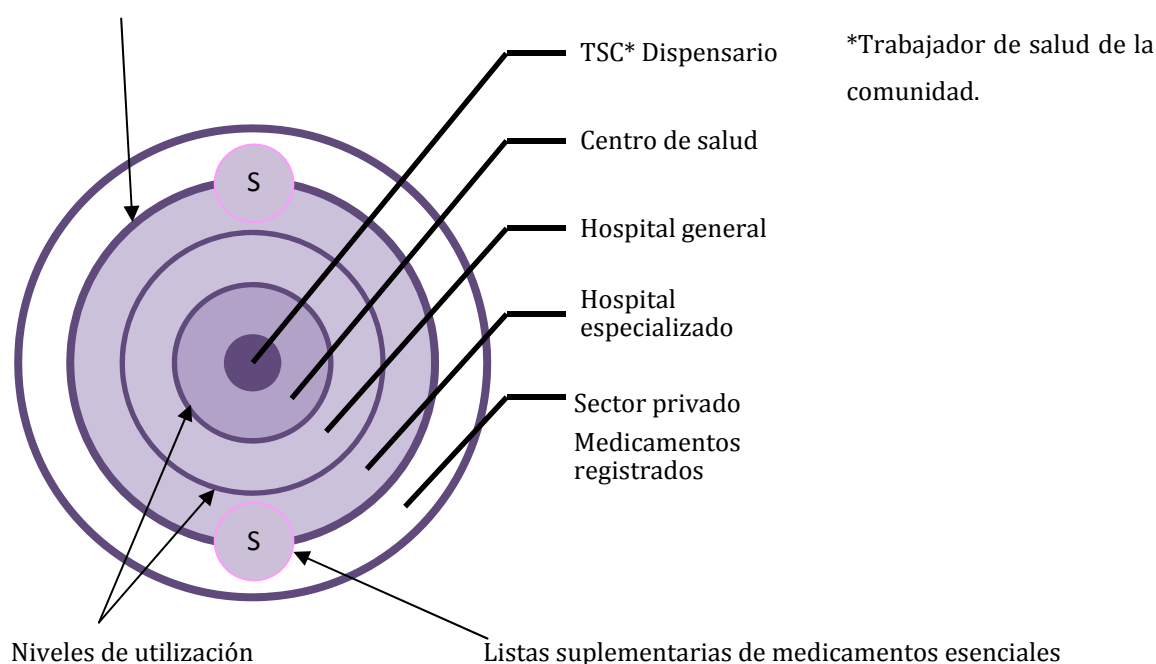 TSC* Dispensario
*Trabajador de salud de la
comunidad.
Centro de salud
S
Hospital general
Hospital
especializado
Sector privado
Medicamentos
registrados
S
Niveles de utilización
Listas suplementarias de medicamentos esenciales